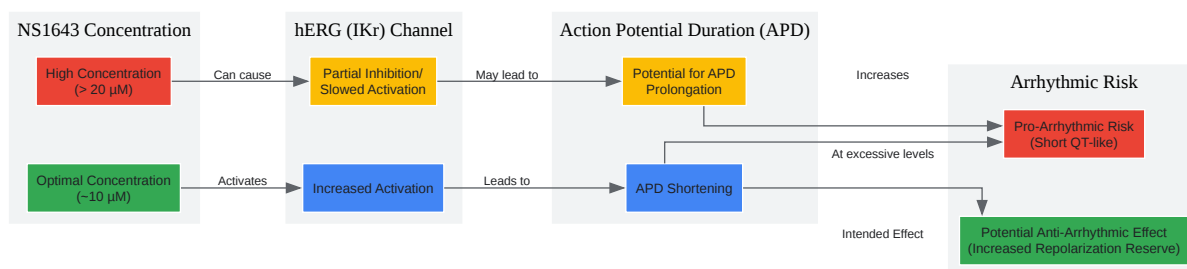 NS1643 Concentration
hERG (IKr) Channel
Action Potential Duration (APD)
Arrhythmic Risk
High Concentration
(> 20 µM)
Can cause
Partial Inhibition/
Slowed Activation
May lead to
Potential for APD
Prolongation
Increases
Pro-Arrhythmic Risk
(Short QT-like)
At excessive levels
Optimal Concentration
(~10 µM)
Activates
Increased Activation
Leads to
APD Shortening
Intended Effect
Potential Anti-Arrhythmic Effect
(Increased Repolarization Reserve)